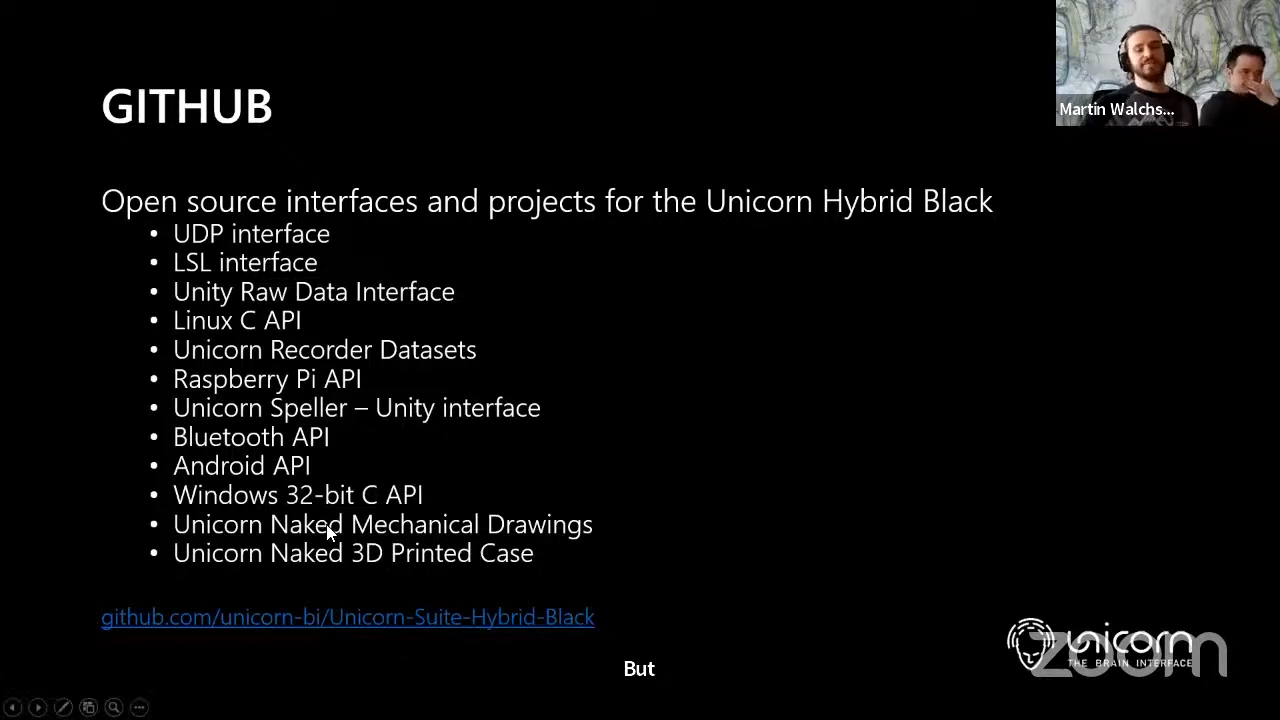 GITHUB
Martin Walchs...
Open source interfaces and projects for the Unicorn Hybrid Black
• UDP interface
• LSL interface
• Unity Raw Data Interface
• Linux C API
• Unicorn Recorder Datasets
• Raspberry Pi API
• Unicorn Speller – Unity interface
• Bluetooth API
• Android API
• Windows 32-bit C API
• Unicorn Naked Mechanical Drawings
• Unicorn Naked 3D Printed Case
github.com/unicorn-bi/Unicorn-Suite-Hybrid-Black
unicorn
THE BRAIN INTERFACE
zoom
But